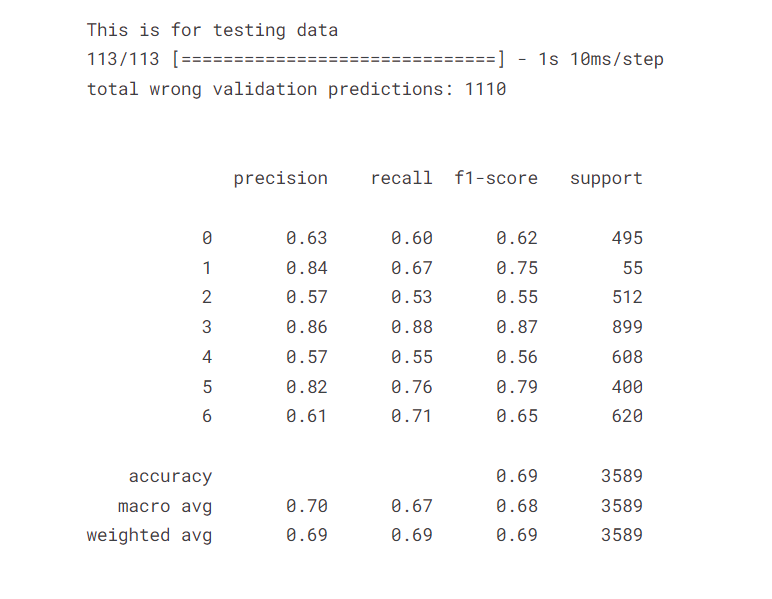 This is for testing data
113/113 [==============================] - 1s 10ms/step
total wrong validation predictions: 1110
precision recall f1-score support
0 0.63 0.60 0.62 495
1 0.84 0.67 0.75 55
2 0.57 0.53 0.55 512
3 0.86 0.88 0.87 899
4 0.57 0.55 0.56 608
5 0.82 0.76 0.79 400
6 0.61 0.71 0.65 620
accuracy 0.69 3589
macro avg 0.70 0.67 0.68 3589
weighted avg 0.69 0.69 0.69 3589